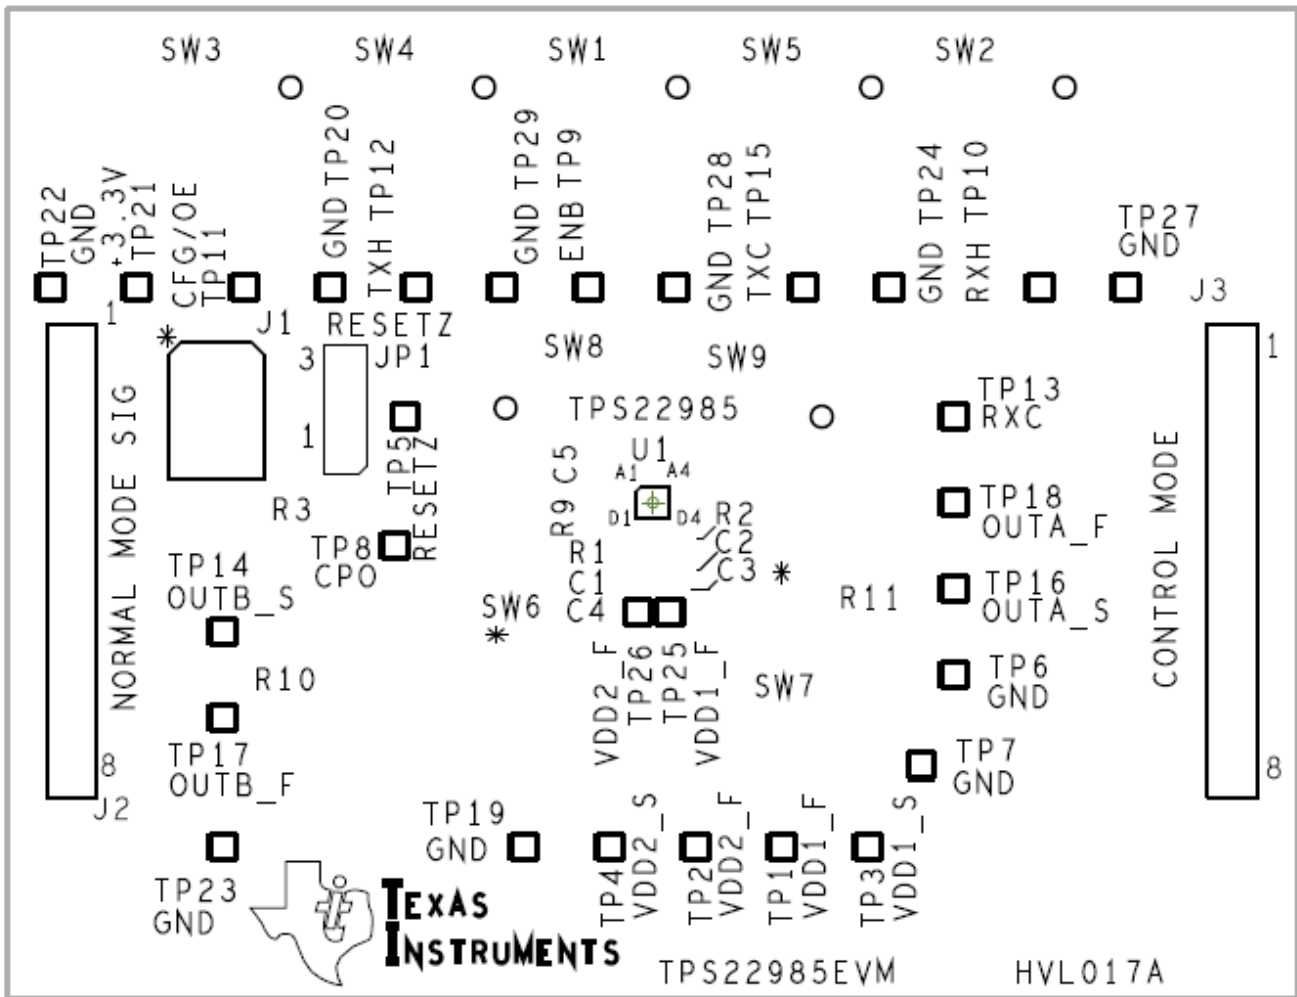 SW3 SW4 SW1 SW5 SW2
TP22
GND
+3.3V
TP21
CFG/OE
TP11
GND TP20
TXH TP12
GND TP29
ENB TP9
GND TP28
TXC TP15
GND TP24
RXH TP10
TP27
GND
J3
1
J1
RESETZ
3
JP1
1
SW8
SW9
1
TPS22985
TP13
RXC
NORMAL MODE SIG
TP5
RESETZ
U1
A1 A4
D1 D4
R9 C5
R3
TP8
CPO
R2
C2
C3
R1
C1
C4
TP18
OUTA_F
TP16
OUTA_S
R11
CONTROL MODE
TP14
OUTB_S
SW6
R10
VDD2_F
TP26
TP25
VDD1_F
SW7
TP6
GND
TP17
OUTB_F
8
J2
TP7
GND
8
TP19
GND
TP4
VDD2_S
TP2
VDD2_F
TP1
VDD1_F
TP3
VDD1_S
TP23
GND
TEXAS
INSTRUMENTS
TPS22985EVM
HVL017A